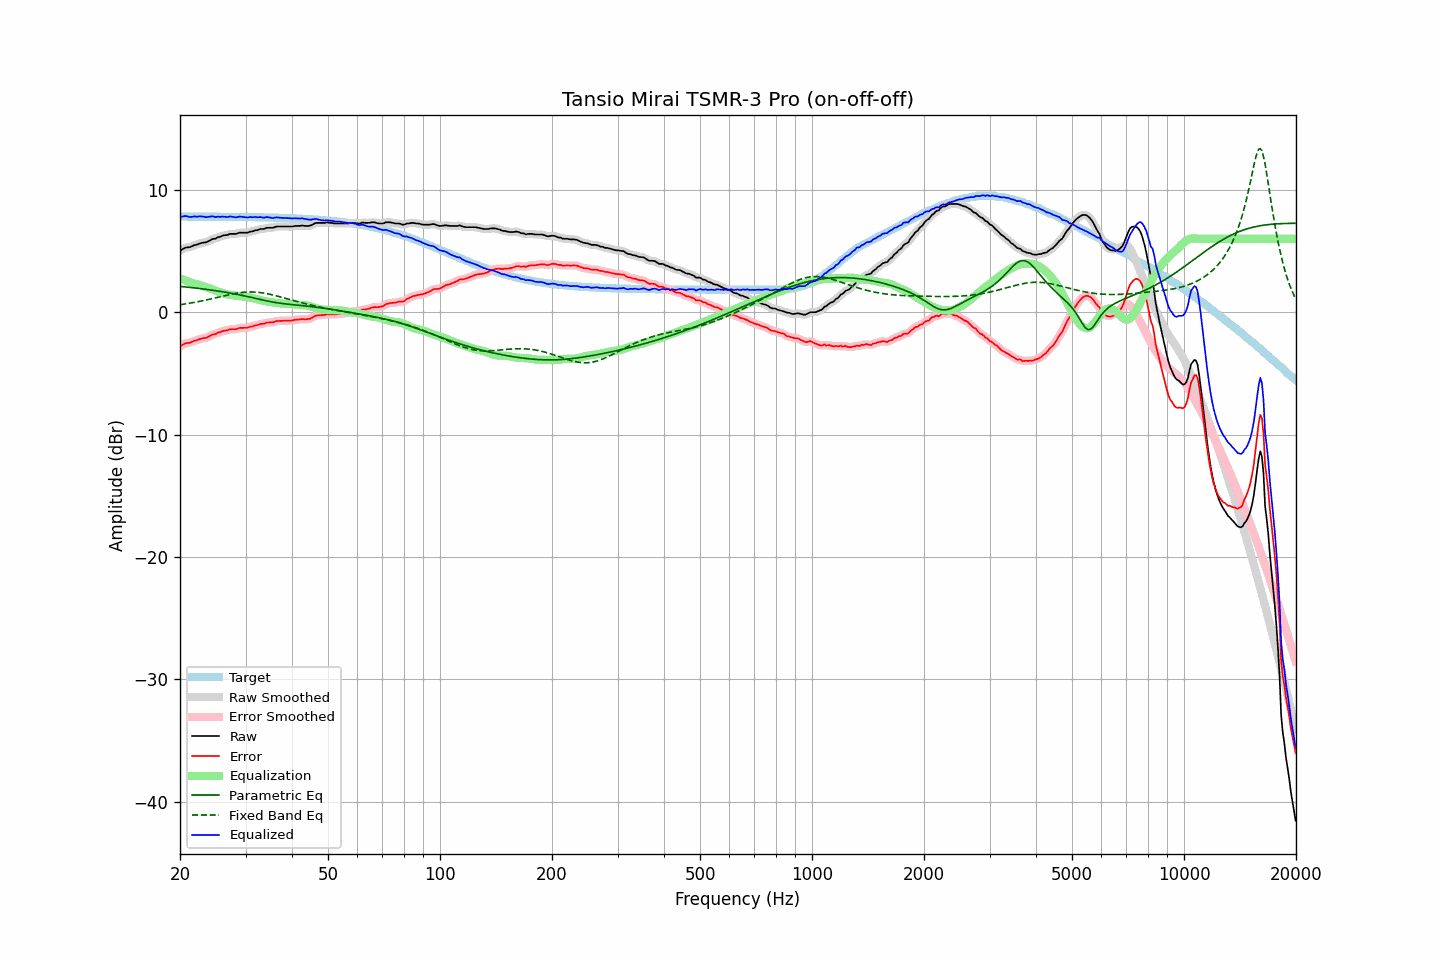 Tansio Mirai TSMR-3 Pro (on-off-off)
Amplitude (dBr)
10
0
−10
−20
−30
−40
Target
Raw Smoothed
Error Smoothed
Raw
Error
Equalization
Parametric Eq
Fixed Band Eq
Equalized
20 50 100 200 500 1000 2000 5000 10000 20000
Frequency (Hz)